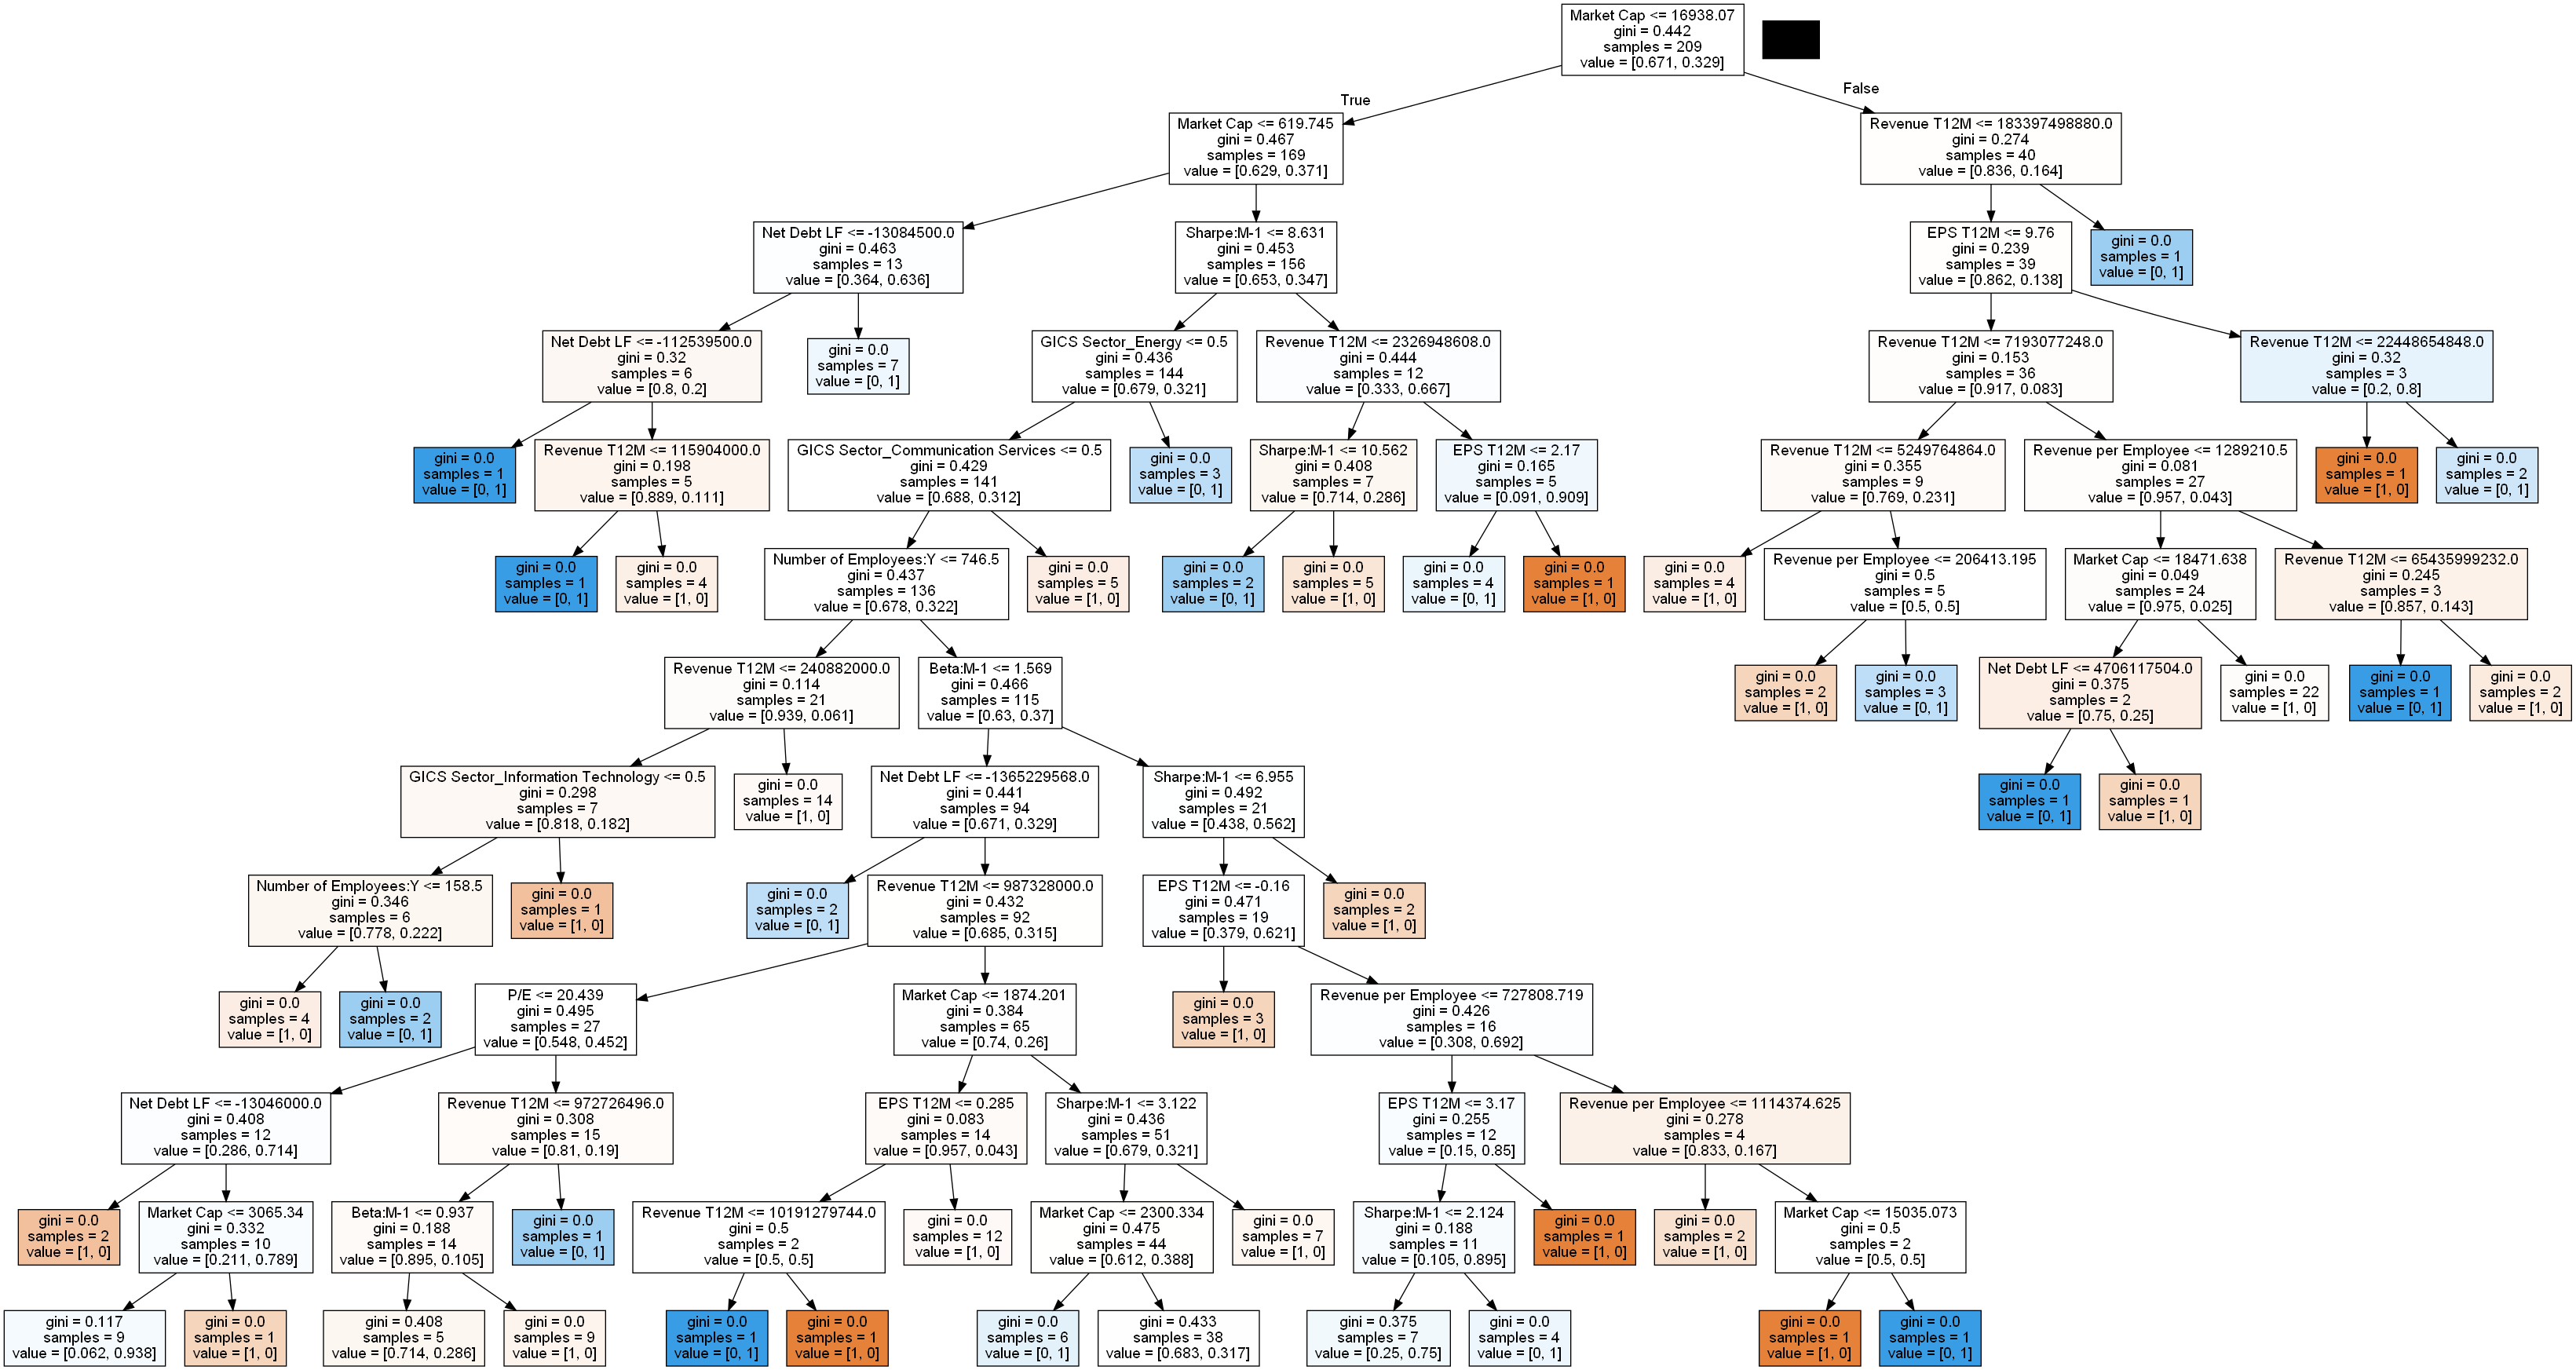 Market Cap <= 16938.07
gini = 0.442
samples = 209
value = [0.671, 0.329]
True
False
Market Cap <= 619.745
gini = 0.467
samples = 169
value = [0.629, 0.371]
Revenue T12M <= 183397498880.0
gini = 0.274
samples = 40
value = [0.836, 0.164]
Net Debt LF <= -13084500.0
gini = 0.463
samples = 13
value = [0.364, 0.636]
Sharpe:M-1 <= 8.631
gini = 0.453
samples = 156
value = [0.653, 0.347]
EPS T12M <= 9.76
gini = 0.239
samples = 39
value = [0.862, 0.138]
gini = 0.0
samples = 1
value = [0, 1]
Net Debt LF <= -112539500.0
gini = 0.32
samples = 6
value = [0.8, 0.2]
gini = 0.0
samples = 7
value = [0, 1]
GICS Sector_Energy <= 0.5
gini = 0.436
samples = 144
value = [0.679, 0.321]
Revenue T12M <= 2326948608.0
gini = 0.444
samples = 12
value = [0.333, 0.667]
Revenue T12M <= 7193077248.0
gini = 0.153
samples = 36
value = [0.917, 0.083]
Revenue T12M <= 22448654848.0
gini = 0.32
samples = 3
value = [0.2, 0.8]
gini = 0.0
samples = 1
value = [0, 1]
Revenue T12M <= 115904000.0
gini = 0.198
samples = 5
value = [0.889, 0.111]
GICS Sector_Communication Services <= 0.5
gini = 0.429
samples = 141
value = [0.688, 0.312]
gini = 0.0
samples = 3
value = [0, 1]
Sharpe:M-1 <= 10.562
gini = 0.408
samples = 7
value = [0.714, 0.286]
EPS T12M <= 2.17
gini = 0.165
samples = 5
value = [0.091, 0.909]
Revenue T12M <= 5249764864.0
gini = 0.355
samples = 9
value = [0.769, 0.231]
Revenue per Employee <= 1289210.5
gini = 0.081
samples = 27
value = [0.957, 0.043]
gini = 0.0
samples = 1
value = [1, 0]
gini = 0.0
samples = 2
value = [0, 1]
gini = 0.0
samples = 1
value = [0, 1]
gini = 0.0
samples = 4
value = [1, 0]
Number of Employees:Y <= 746.5
gini = 0.437
samples = 136
value = [0.678, 0.322]
gini = 0.0
samples = 5
value = [1, 0]
gini = 0.0
samples = 2
value = [0, 1]
gini = 0.0
samples = 5
value = [1, 0]
gini = 0.0
samples = 4
value = [0, 1]
gini = 0.0
samples = 1
value = [1, 0]
gini = 0.0
samples = 4
value = [1, 0]
Revenue per Employee <= 206413.195
gini = 0.5
samples = 5
value = [0.5, 0.5]
Market Cap <= 18471.638
gini = 0.049
samples = 24
value = [0.975, 0.025]
Revenue T12M <= 65435999232.0
gini = 0.245
samples = 3
value = [0.857, 0.143]
Revenue T12M <= 240882000.0
gini = 0.114
samples = 21
value = [0.939, 0.061]
Beta:M-1 <= 1.569
gini = 0.466
samples = 115
value = [0.63, 0.37]
gini = 0.0
samples = 2
value = [1, 0]
gini = 0.0
samples = 3
value = [0, 1]
Net Debt LF <= 4706117504.0
gini = 0.375
samples = 2
value = [0.75, 0.25]
gini = 0.0
samples = 22
value = [1, 0]
gini = 0.0
samples = 1
value = [0, 1]
gini = 0.0
samples = 2
value = [1, 0]
GICS Sector_Information Technology <= 0.5
gini = 0.298
samples = 7
value = [0.818, 0.182]
gini = 0.0
samples = 14
value = [1, 0]
Net Debt LF <= -1365229568.0
gini = 0.441
samples = 94
value = [0.671, 0.329]
Sharpe:M-1 <= 6.955
gini = 0.492
samples = 21
value = [0.438, 0.562]
gini = 0.0
samples = 1
value = [0, 1]
gini = 0.0
samples = 1
value = [1, 0]
Number of Employees:Y <= 158.5
gini = 0.346
samples = 6
value = [0.778, 0.222]
gini = 0.0
samples = 1
value = [1, 0]
gini = 0.0
samples = 2
value = [0, 1]
Revenue T12M <= 987328000.0
gini = 0.432
samples = 92
value = [0.685, 0.315]
EPS T12M <= -0.16
gini = 0.471
samples = 19
value = [0.379, 0.621]
gini = 0.0
samples = 2
value = [1, 0]
gini = 0.0
samples = 4
value = [1, 0]
gini = 0.0
samples = 2
value = [0, 1]
P/E <= 20.439
gini = 0.495
samples = 27
value = [0.548, 0.452]
Market Cap <= 1874.201
gini = 0.384
samples = 65
value = [0.74, 0.26]
gini = 0.0
samples = 3
value = [1, 0]
Revenue per Employee <= 727808.719
gini = 0.426
samples = 16
value = [0.308, 0.692]
Net Debt LF <= -13046000.0
gini = 0.408
samples = 12
value = [0.286, 0.714]
Revenue T12M <= 972726496.0
gini = 0.308
samples = 15
value = [0.81, 0.19]
EPS T12M <= 0.285
gini = 0.083
samples = 14
value = [0.957, 0.043]
Sharpe:M-1 <= 3.122
gini = 0.436
samples = 51
value = [0.679, 0.321]
EPS T12M <= 3.17
gini = 0.255
samples = 12
value = [0.15, 0.85]
Revenue per Employee <= 1114374.625
gini = 0.278
samples = 4
value = [0.833, 0.167]
gini = 0.0
samples = 2
value = [1, 0]
Market Cap <= 3065.34
gini = 0.332
samples = 10
value = [0.211, 0.789]
Beta:M-1 <= 0.937
gini = 0.188
samples = 14
value = [0.895, 0.105]
gini = 0.0
samples = 1
value = [0, 1]
Revenue T12M <= 10191279744.0
gini = 0.5
samples = 2
value = [0.5, 0.5]
gini = 0.0
samples = 12
value = [1, 0]
Market Cap <= 2300.334
gini = 0.475
samples = 44
value = [0.612, 0.388]
gini = 0.0
samples = 7
value = [1, 0]
Sharpe:M-1 <= 2.124
gini = 0.188
samples = 11
value = [0.105, 0.895]
gini = 0.0
samples = 1
value = [1, 0]
gini = 0.0
samples = 2
value = [1, 0]
Market Cap <= 15035.073
gini = 0.5
samples = 2
value = [0.5, 0.5]
gini = 0.117
samples = 9
value = [0.062, 0.938]
gini = 0.0
samples = 1
value = [1, 0]
gini = 0.408
samples = 5
value = [0.714, 0.286]
gini = 0.0
samples = 9
value = [1, 0]
gini = 0.0
samples = 1
value = [0, 1]
gini = 0.0
samples = 1
value = [1, 0]
gini = 0.0
samples = 6
value = [0, 1]
gini = 0.433
samples = 38
value = [0.683, 0.317]
gini = 0.375
samples = 7
value = [0.25, 0.75]
gini = 0.0
samples = 4
value = [0, 1]
gini = 0.0
samples = 1
value = [1, 0]
gini = 0.0
samples = 1
value = [0, 1]